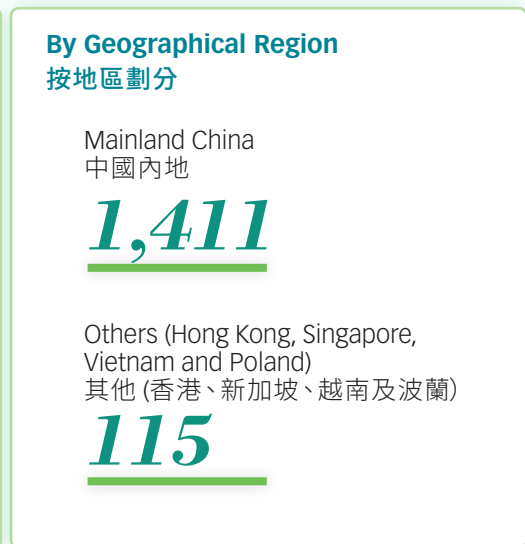 By Geographical Region
按地區劃分
Mainland China
中國內地
1,411
Others (Hong Kong, Singapore,
Vietnam and Poland)
其他 (香港、新加坡、越南及波蘭)
115